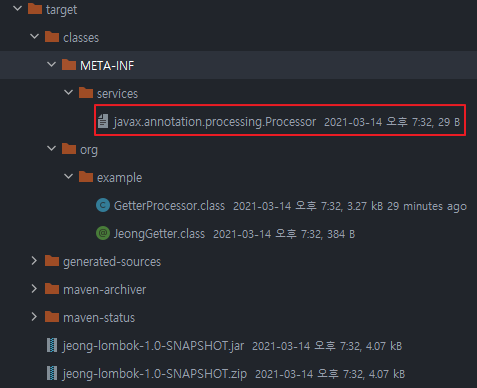 target
classes
META-INF
services
javax.annotation.processing.Processor 2021-03-14 오후 7:32, 29 B
org
example
GetterProcessor.class 2021-03-14 오후 7:32, 3.27 kB 29 minutes ago
JeongGetter.class 2021-03-14 오후 7:32, 384 B
generated-sources
maven-archiver
maven-status
jeong-lombok-1.0-SNAPSHOT.jar 2021-03-14 오후 7:32, 4.07 kB
jeong-lombok-1.0-SNAPSHOT.zip 2021-03-14 오후 7:32, 4.07 kB